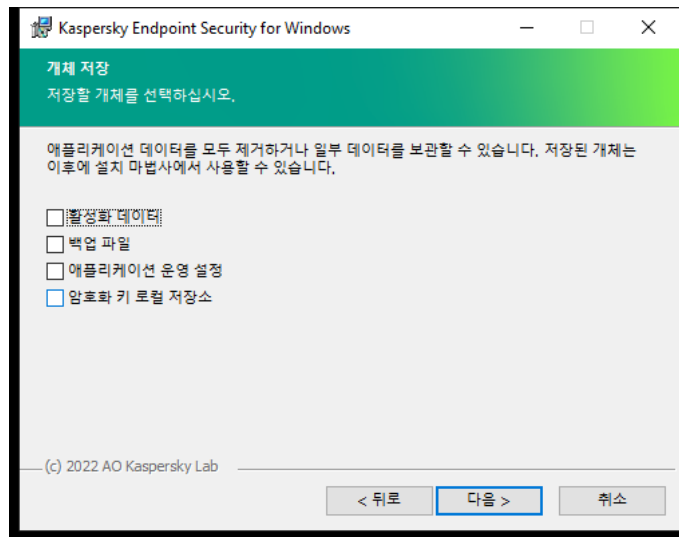 Kaspersky Endpoint Security for Windows
개체 저장
저장할 개체를 선택하십시오.
애플리케이션 데이터를 모두 제거하거나 일부 데이터를 보관할 수 있습니다. 저장된 개체는
이후에 설치 마법사에서 사용할 수 있습니다.
활성화 데이터
백업 파일
애플리케이션 운영 설정
암호화 키 로컬 저장소
(c) 2022 AO Kaspersky Lab
< 뒤로 다음 > 취소